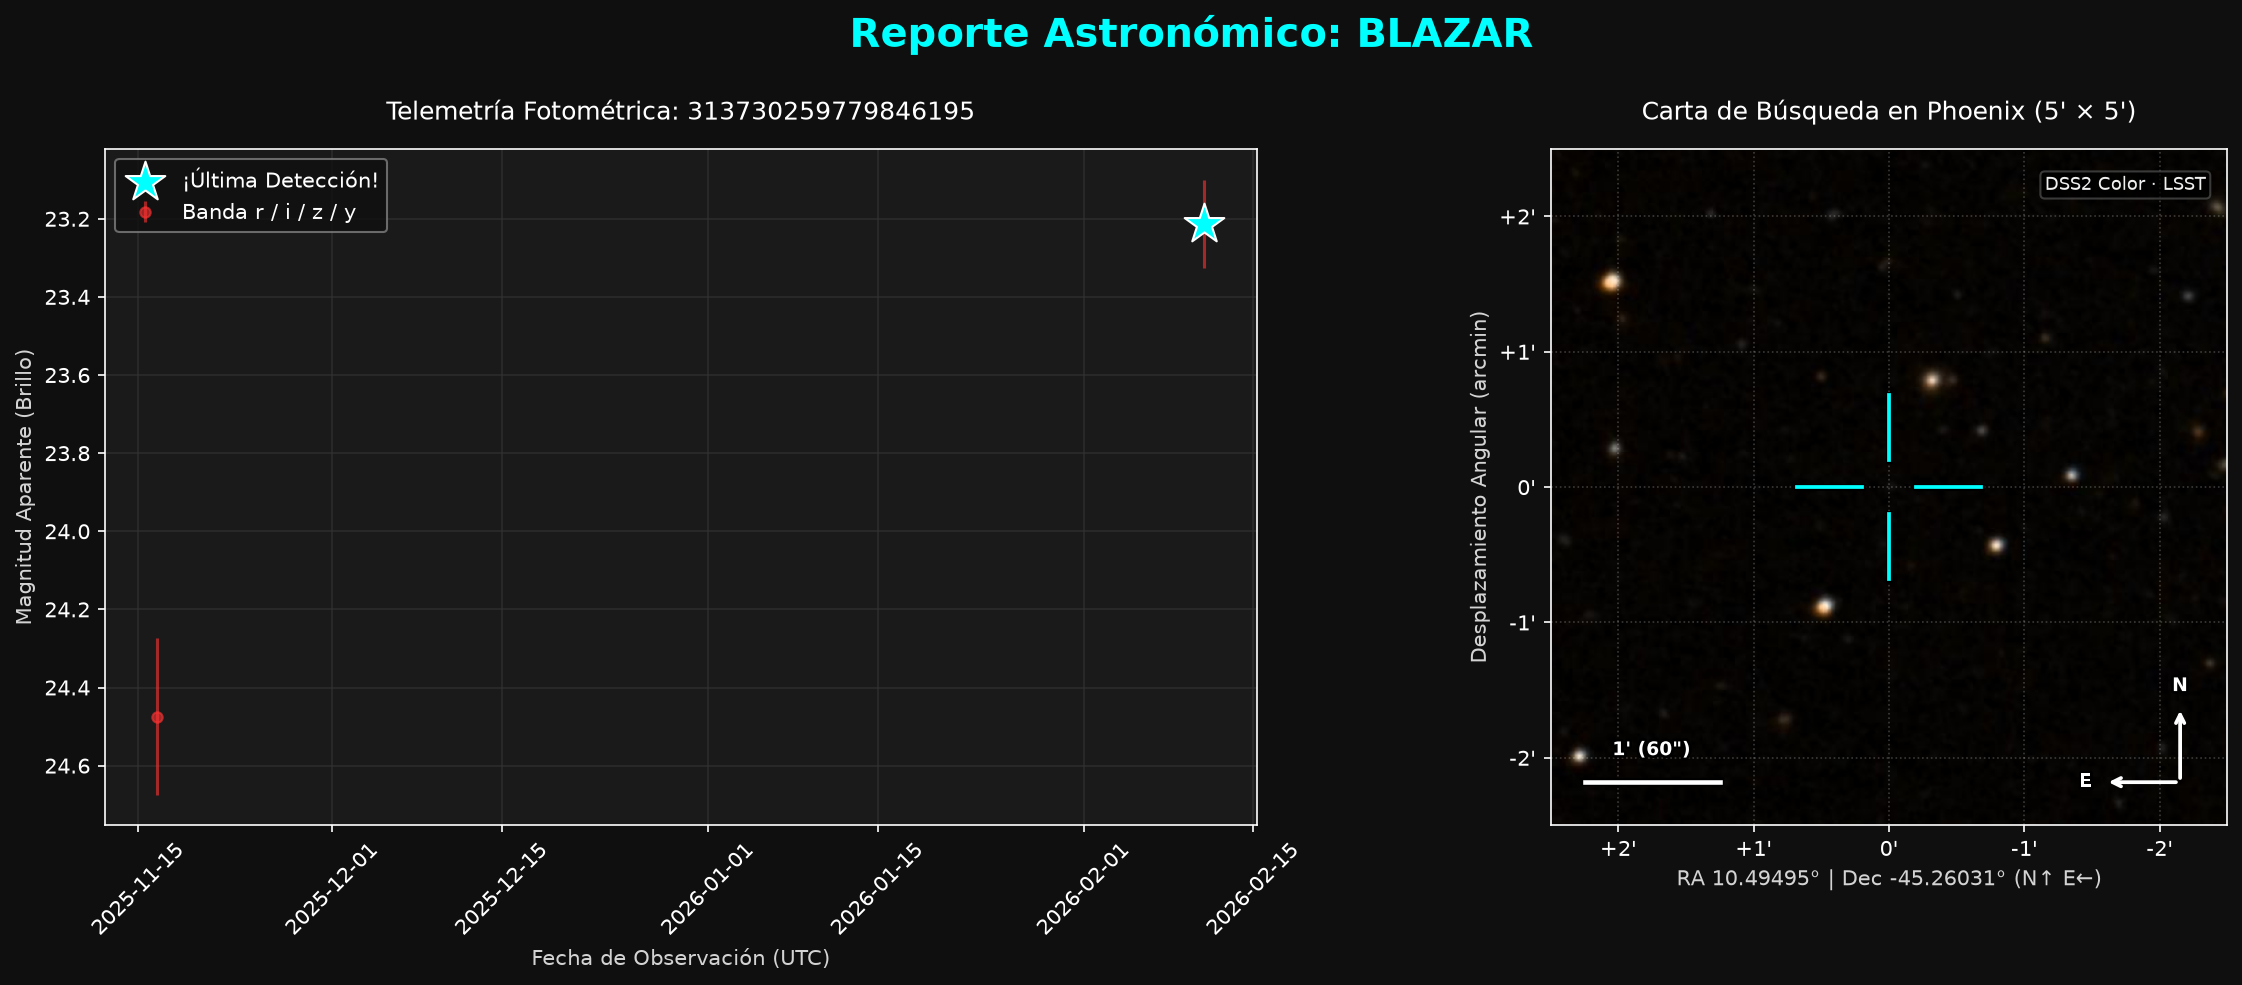 Reporte Astronómico: BLAZAR
Telemetría Fotométrica: 313730259779846195
¡Última Detección!
Banda r / i / z / y
Magnitud Aparente (Brillo)
23.2
23.4
23.6
23.8
24.0
24.2
24.4
24.6
2025-11-15
2025-12-01
2025-12-15
2026-01-01
2026-01-15
2026-02-01
2026-02-15
Fecha de Observación (UTC)
Carta de Búsqueda en Phoenix (5' × 5')
DSS2 Color · LSST
Desplazamiento Angular (arcmin)
+2'
+1'
0'
-1'
-2'
N
E
1' (60")
+2'
+1'
0'
-1'
-2'
RA 10.49495° | Dec -45.26031° (N↑ E←)